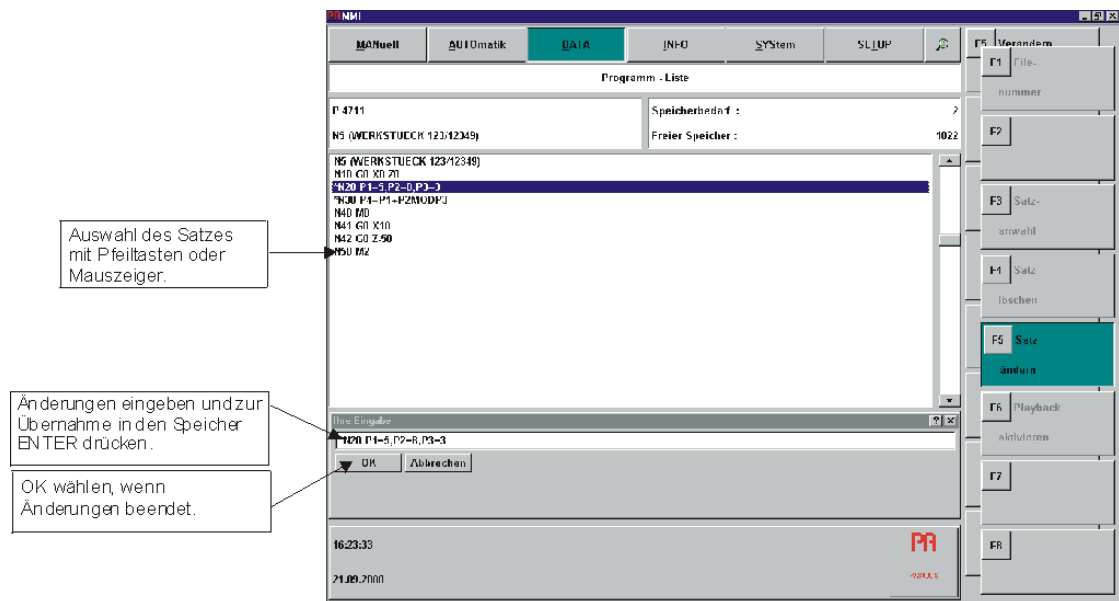 PA NMI
MANuell AUTOmatik DATA INFO SYStem SETUP F5 Verändern
Programm - Liste
P 4711
N5 (WERKSTUECK 123/12349)
Speicherbedarf : 2
Freier Speicher : 1022
N5 (WERKSTUECK 123/12349)
N10 G0 X0 Z0
*N20 P1=5,P2=8,P3=3
*N30 P4=P1+P2MODP3
N40 M0
N41 G0 X10
N42 G0 Z-50
N50 M2
Auswahl des Satzes
mit Pfeiltasten oder
Mauszeiger.
Änderungen eingeben und zur
Übernahme in den Speicher
ENTER drücken.
OK wählen, wenn
Änderungen beendet.
Ihre Eingabe
*N20 P1=5,P2=8,P3=3
OK Abbrechen
16:23:33
21.09.2000
PA
F1 File-
nummer
F2
F3 Satz-
anwahl
F4 Satz
löschen
F5 Satz
ändern
F6 Playback
aktivieren
F7
F8